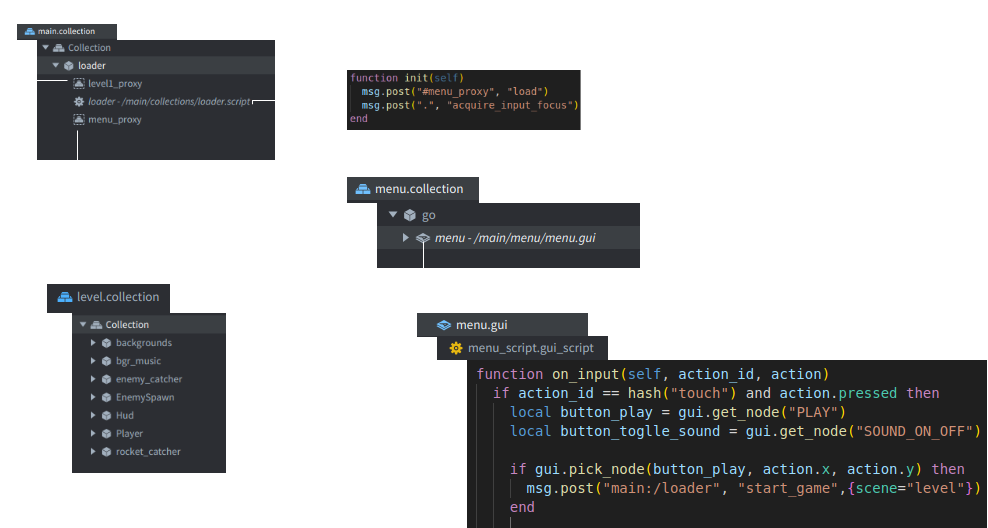 main.collection
Collection
loader
level1_proxy
loader - /main/collections/loader.script
menu_proxy
function init(self)
msg.post("#menu_proxy", "load")
msg.post(".", "acquire_input_focus")
end
menu.collection
go
menu - /main/menu/menu.gui
level.collection
Collection
backgrounds
bgr_music
enemy_catcher
EnemySpawn
Hud
Player
rocket_catcher
menu.gui
menu_script.gui_script
function on_input(self, action_id, action)
if action_id == hash("touch") and action.pressed then
local button_play = gui.get_node("PLAY")
local button_toglle_sound = gui.get_node("SOUND_ON_OFF")
if gui.pick_node(button_play, action.x, action.y) then
msg.post("main:/loader", "start_game",{scene="level"})
end